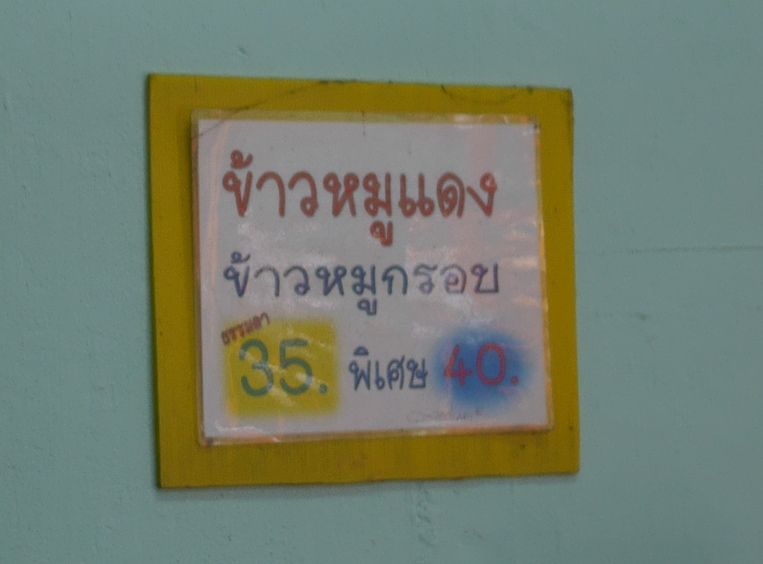 ข้าวหมูแดง
ข้าวหมูกรอบ
ธรรมดา
35. พิเศษ 40.